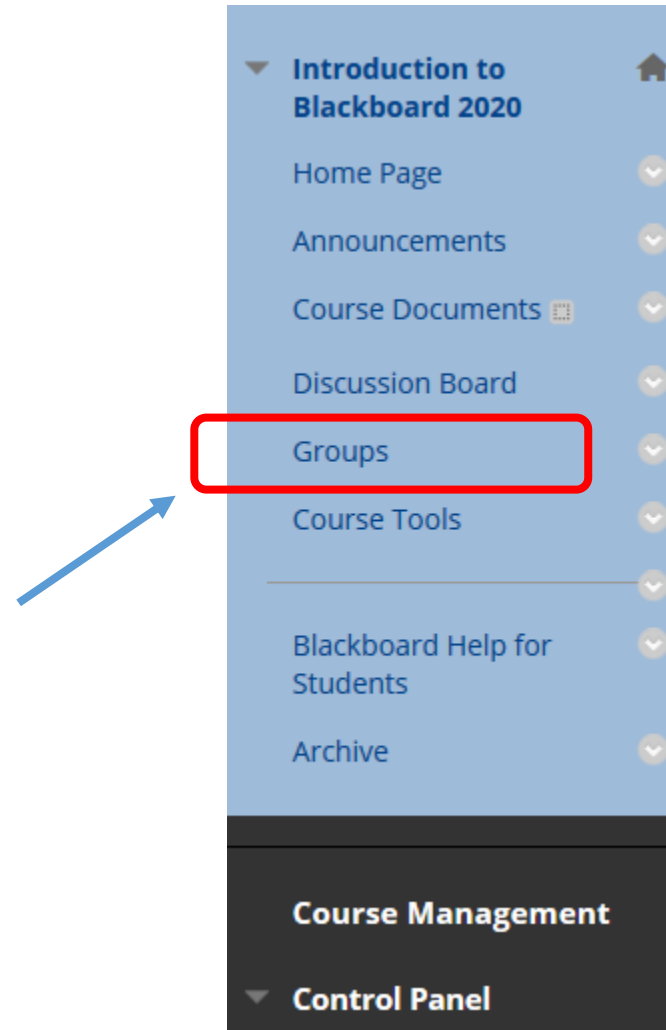 Introduction to
Blackboard 2020
Home Page
Announcements
Course Documents
Discussion Board
Groups
Course Tools
Blackboard Help for
Students
Archive
Course Management
Control Panel